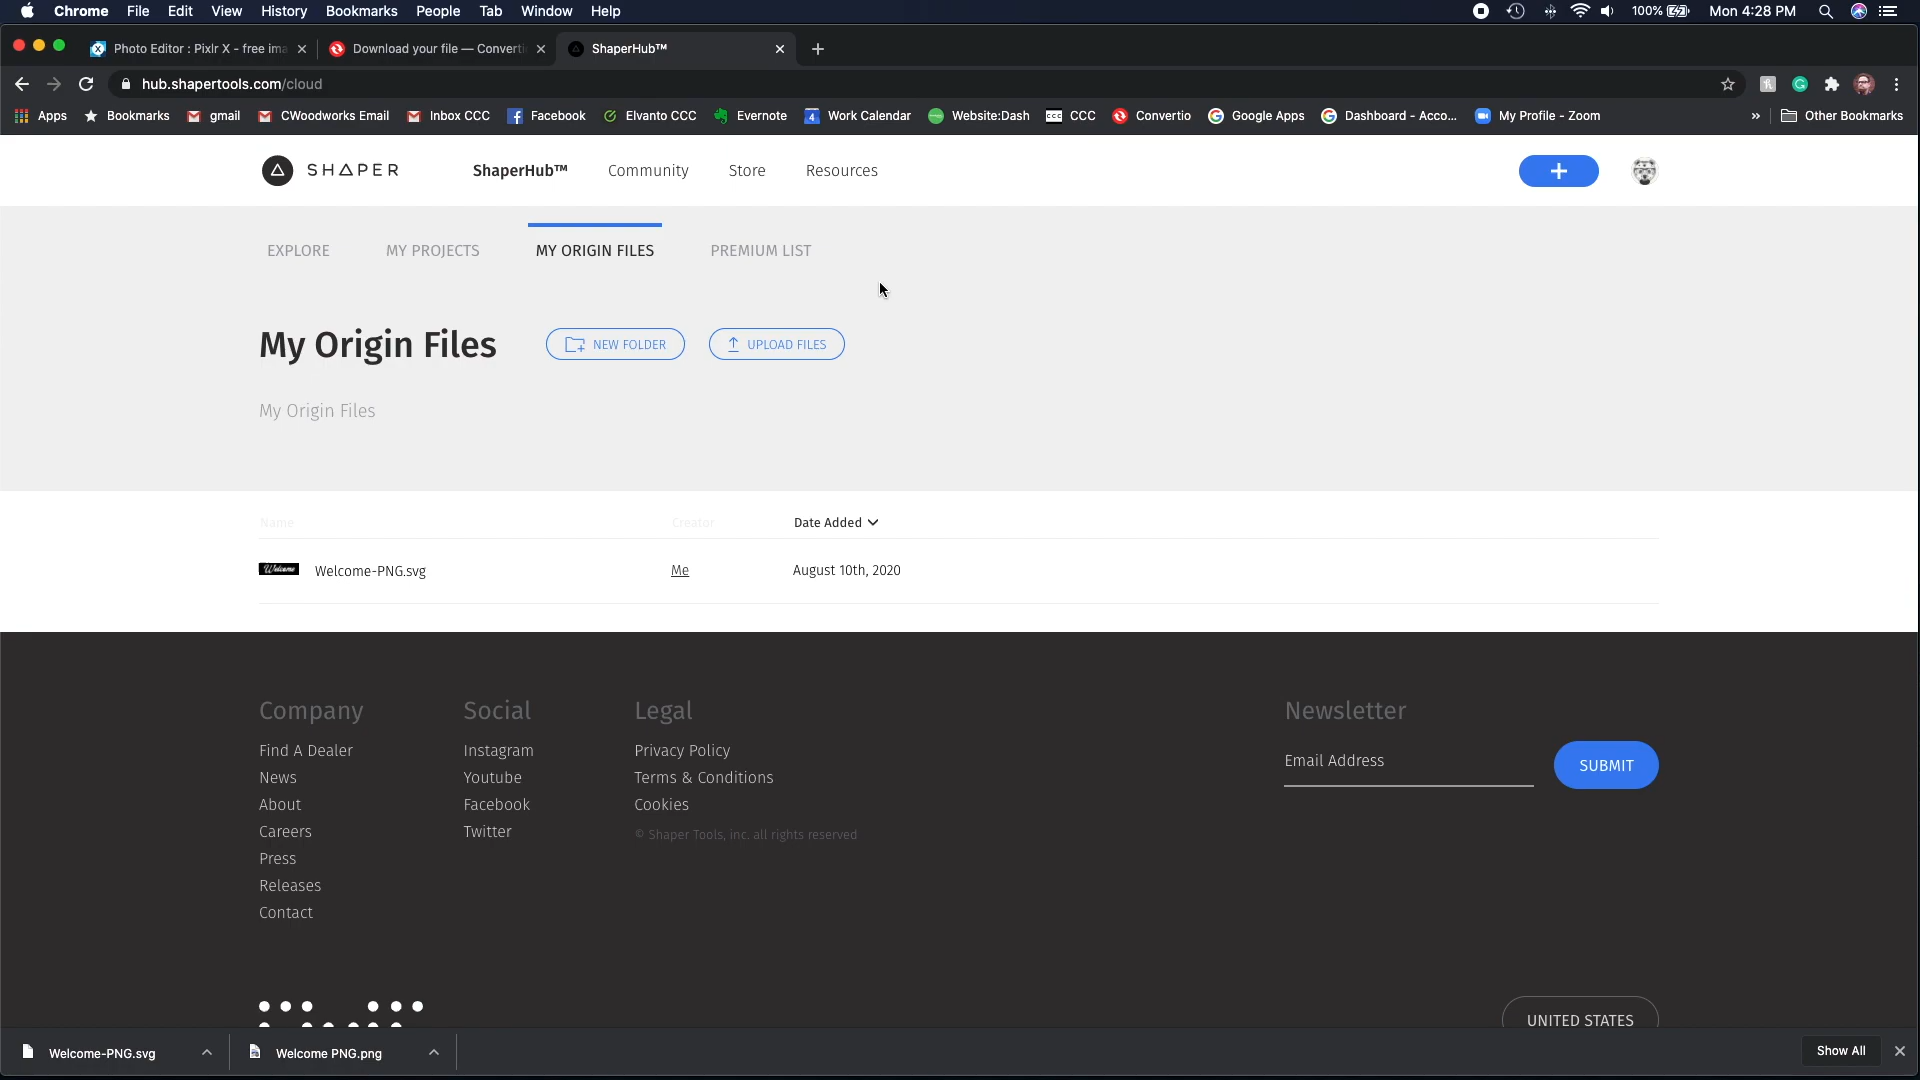 Chrome File Edit View History Bookmarks People Tab Window Help 100% Mon 4:28 PM
Photo Editor : Pixlr X - free ima Download your file — Converti ShaperHub™
hub.shapertools.com/cloud
Apps Bookmarks gmail CWoodworks Email Inbox CCC Facebook Elvanto CCC Evernote 4 Work Calendar Website:Dash CCC CCC Convertio Google Apps Dashboard - Acco... My Profile - Zoom » Other Bookmarks
SHAPER ShaperHub™ Community Store Resources +
EXPLORE MY PROJECTS MY ORIGIN FILES PREMIUM LIST
My Origin Files NEW FOLDER UPLOAD FILES
My Origin Files
Name Creator Date Added
Welcome Welcome-PNG.svg Me August 10th, 2020
Company Social Legal Newsletter
Find A Dealer Instagram Privacy Policy Email Address SUBMIT
News Youtube Terms & Conditions
About Facebook Cookies
Careers Twitter © Shaper Tools, inc. all rights reserved
Press
Releases
Contact
UNITED STATES
Welcome-PNG.svg Welcome PNG.png Show All